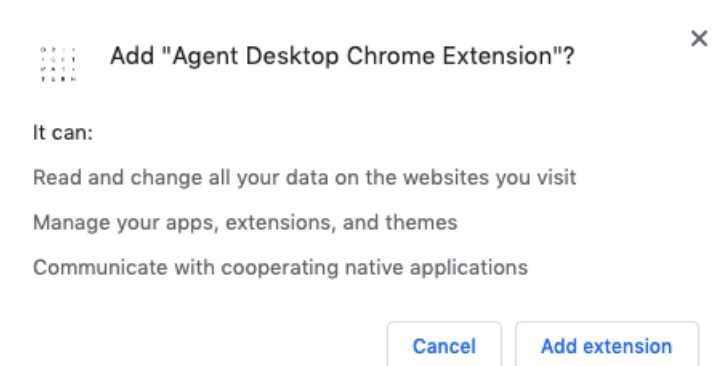 Add "Agent Desktop Chrome Extension"?
It can:
Read and change all your data on the websites you visit
Manage your apps, extensions, and themes
Communicate with cooperating native applications
Cancel
Add extension